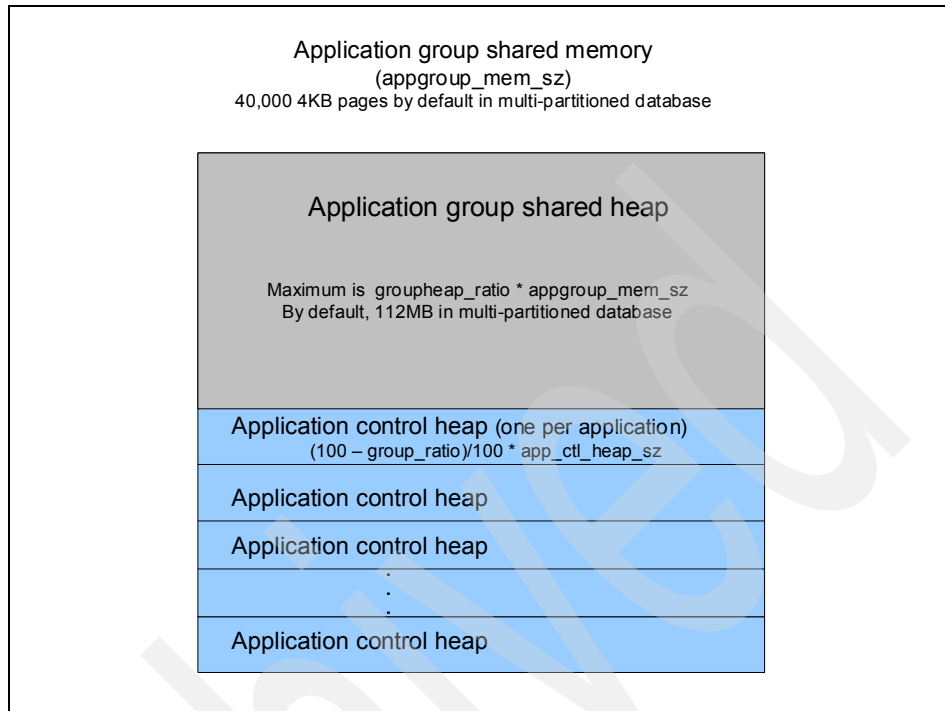 Application group shared memory
(appgroup_mem_sz)
40,000 4KB pages by default in multi-partitioned database
Application group shared heap
Maximum is groupheap_ratio * appgroup_mem_sz
By default, 112MB in multi-partitioned database
Application control heap (one per application)
(100 – group_ratio)/100 * app_ctl_heap_sz
Application control heap
Application control heap
.
.
.
Application control heap
hived